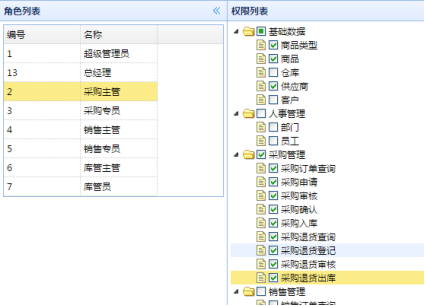 角色列表
编号 名称
1 超级管理员
13 总经理
2 采购主管
3 采购专员
4 销售主管
5 销售专员
6 库管主管
7 库管员
权限列表
基础数据
商品类型
商品
仓库
供应商
客户
人事管理
部门
员工
采购管理
采购订单查询
采购申请
采购审核
采购确认
采购入库
采购退货查询
采购退货登记
采购退货审核
采购退货出库
销售管理
销售订单查询